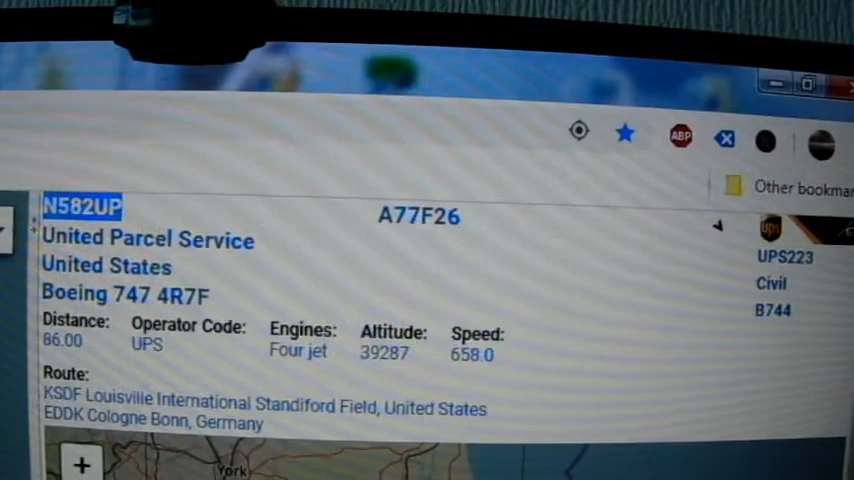 ABP
Other bookmar
N582UP
A77F26
ups
United Parcel Service
UPS223
United States
Civil
Boeing 747 4R7F
B744
Distance: Operator Code: Engines: Altitude: Speed:
86.00 UPS Four jet 39287 658.0
Route:
KSDF Louisville International Standiford Field, United States
EDDK Cologne Bonn, Germany
+
York